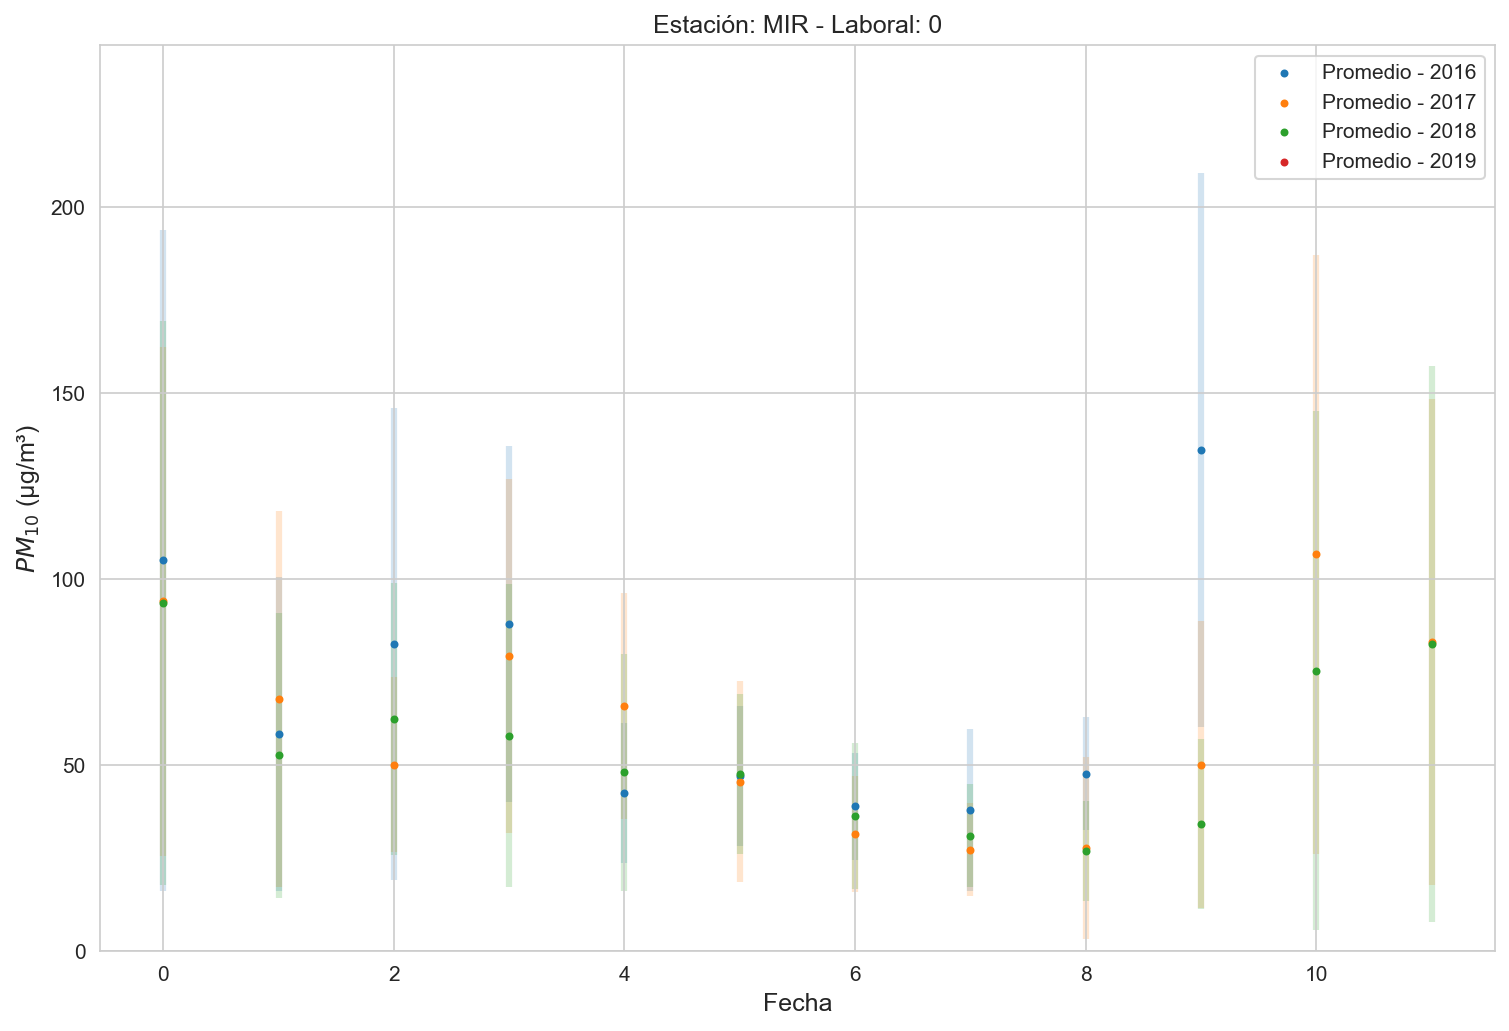 Estación: MIR - Laboral: 0
Promedio - 2016
Promedio - 2017
Promedio - 2018
Promedio - 2019
PM₁₀ (µg/m³)
200
150
100
50
0
0 2 4 6 8 10
Fecha